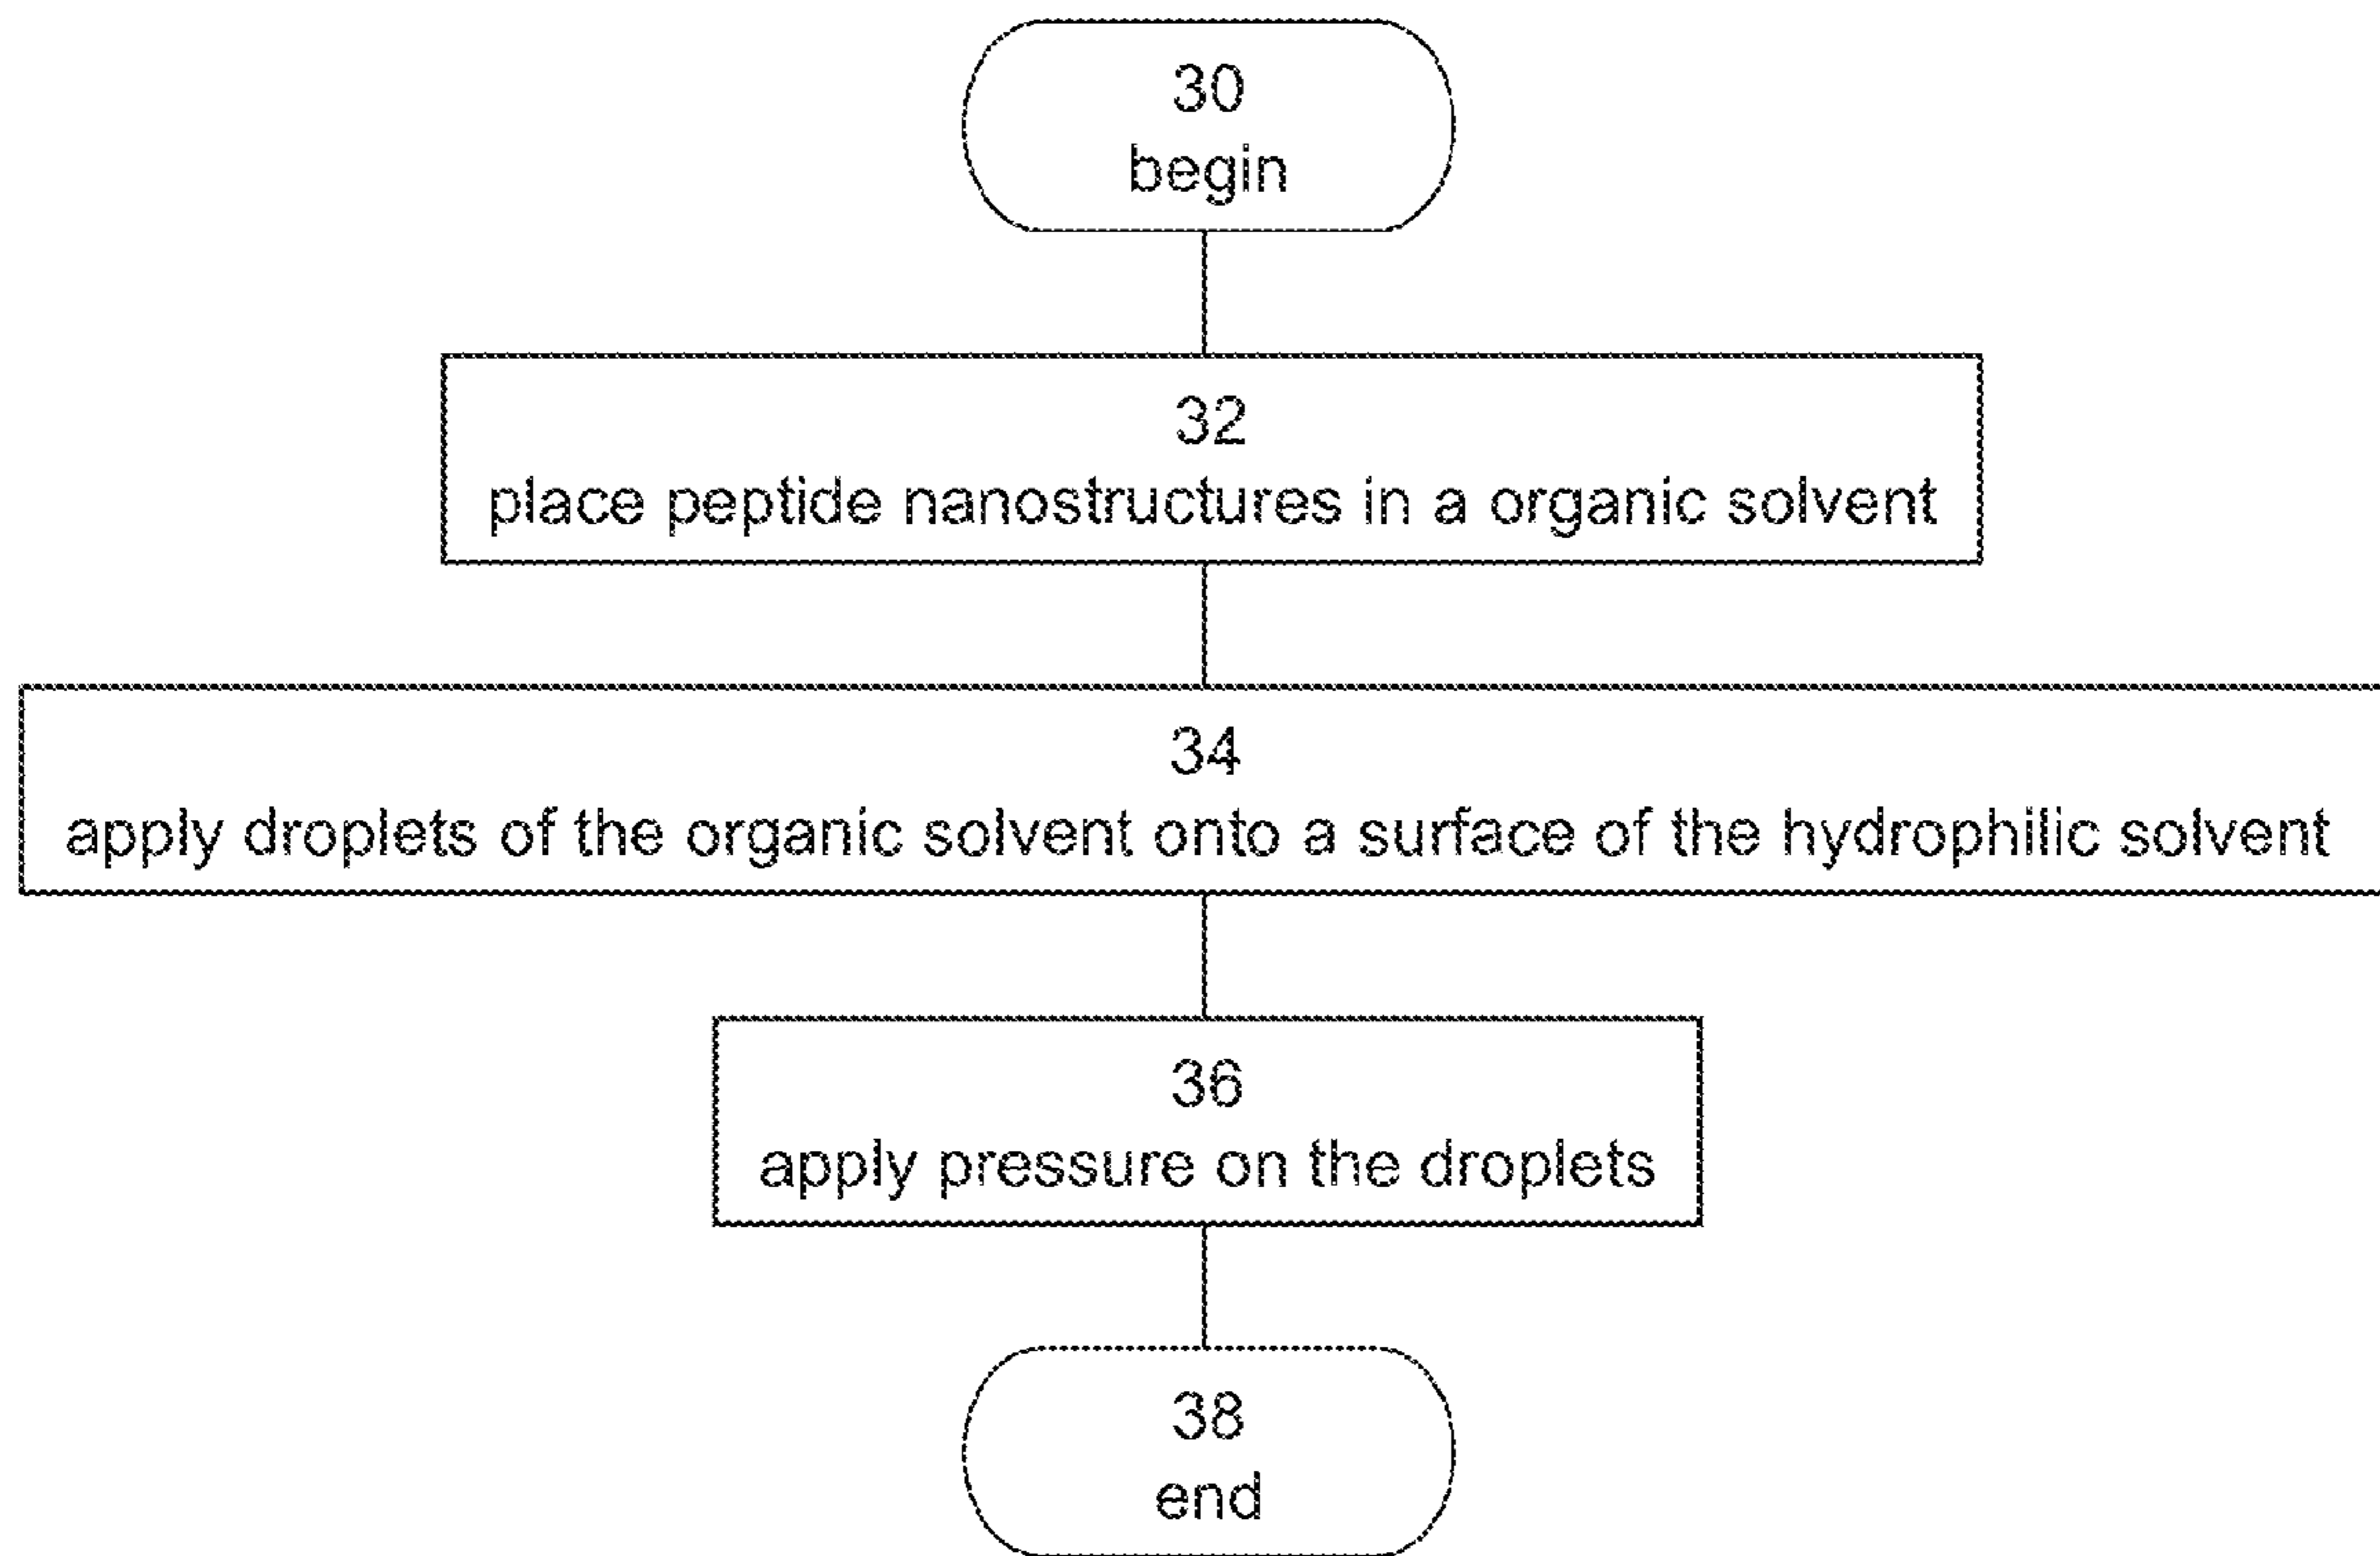 30
begin
32
place peptide nanostructures in a organic solvent
34
apply droplets of the organic solvent onto a surface of the hydrophilic solvent
36
apply pressure on the droplets
38
end